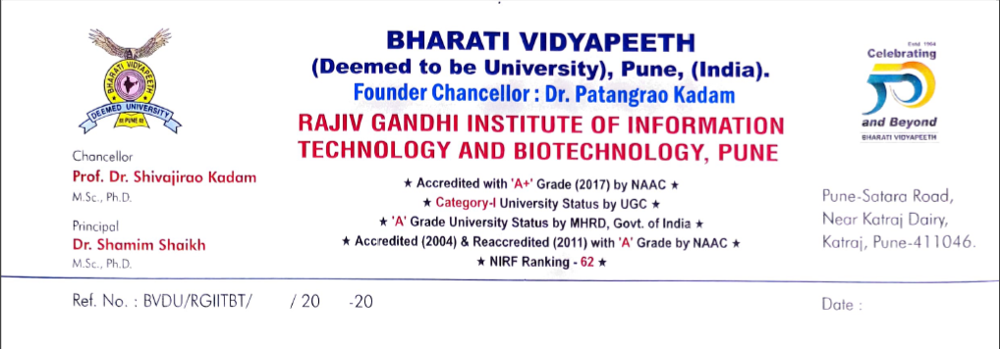 BHARATI VIDYAPEETH
DEEMED UNIVERSITY
PUNE
Chancellor
Prof. Dr. Shivajirao Kadam
M.Sc., Ph.D.
Principal
Dr. Shamim Shaikh
M.Sc., Ph.D.
BHARATI VIDYAPEETH
(Deemed to be University), Pune, (India).
Founder Chancellor : Dr. Patangrao Kadam
RAJIV GANDHI INSTITUTE OF INFORMATION
TECHNOLOGY AND BIOTECHNOLOGY, PUNE
★ Accredited with 'A+' Grade (2017) by NAAC ★
★ Category-I University Status by UGC ★
★ 'A' Grade University Status by MHRD, Govt. of India ★
★ Accredited (2004) & Reaccredited (2011) with 'A' Grade by NAAC ★
★ NIRF Ranking - 62 ★
Estd. 1964
Celebrating
50
and Beyond
BHARATI VIDYAPEETH
Pune-Satara Road,
Near Katraj Dairy,
Katraj, Pune-411046.
Ref. No. : BVDU/RGIITBT/ / 20 -20
Date :